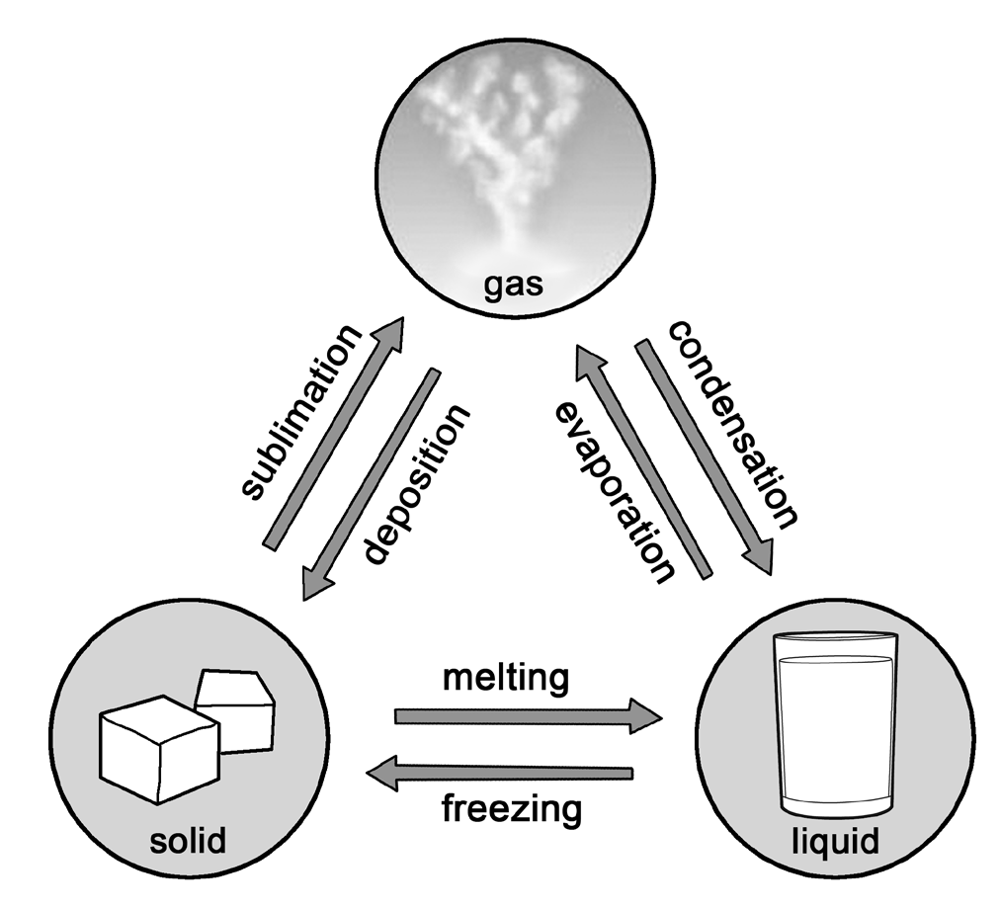 gas
sublimation
deposition
evaporation
condensation
melting
freezing
solid
liquid